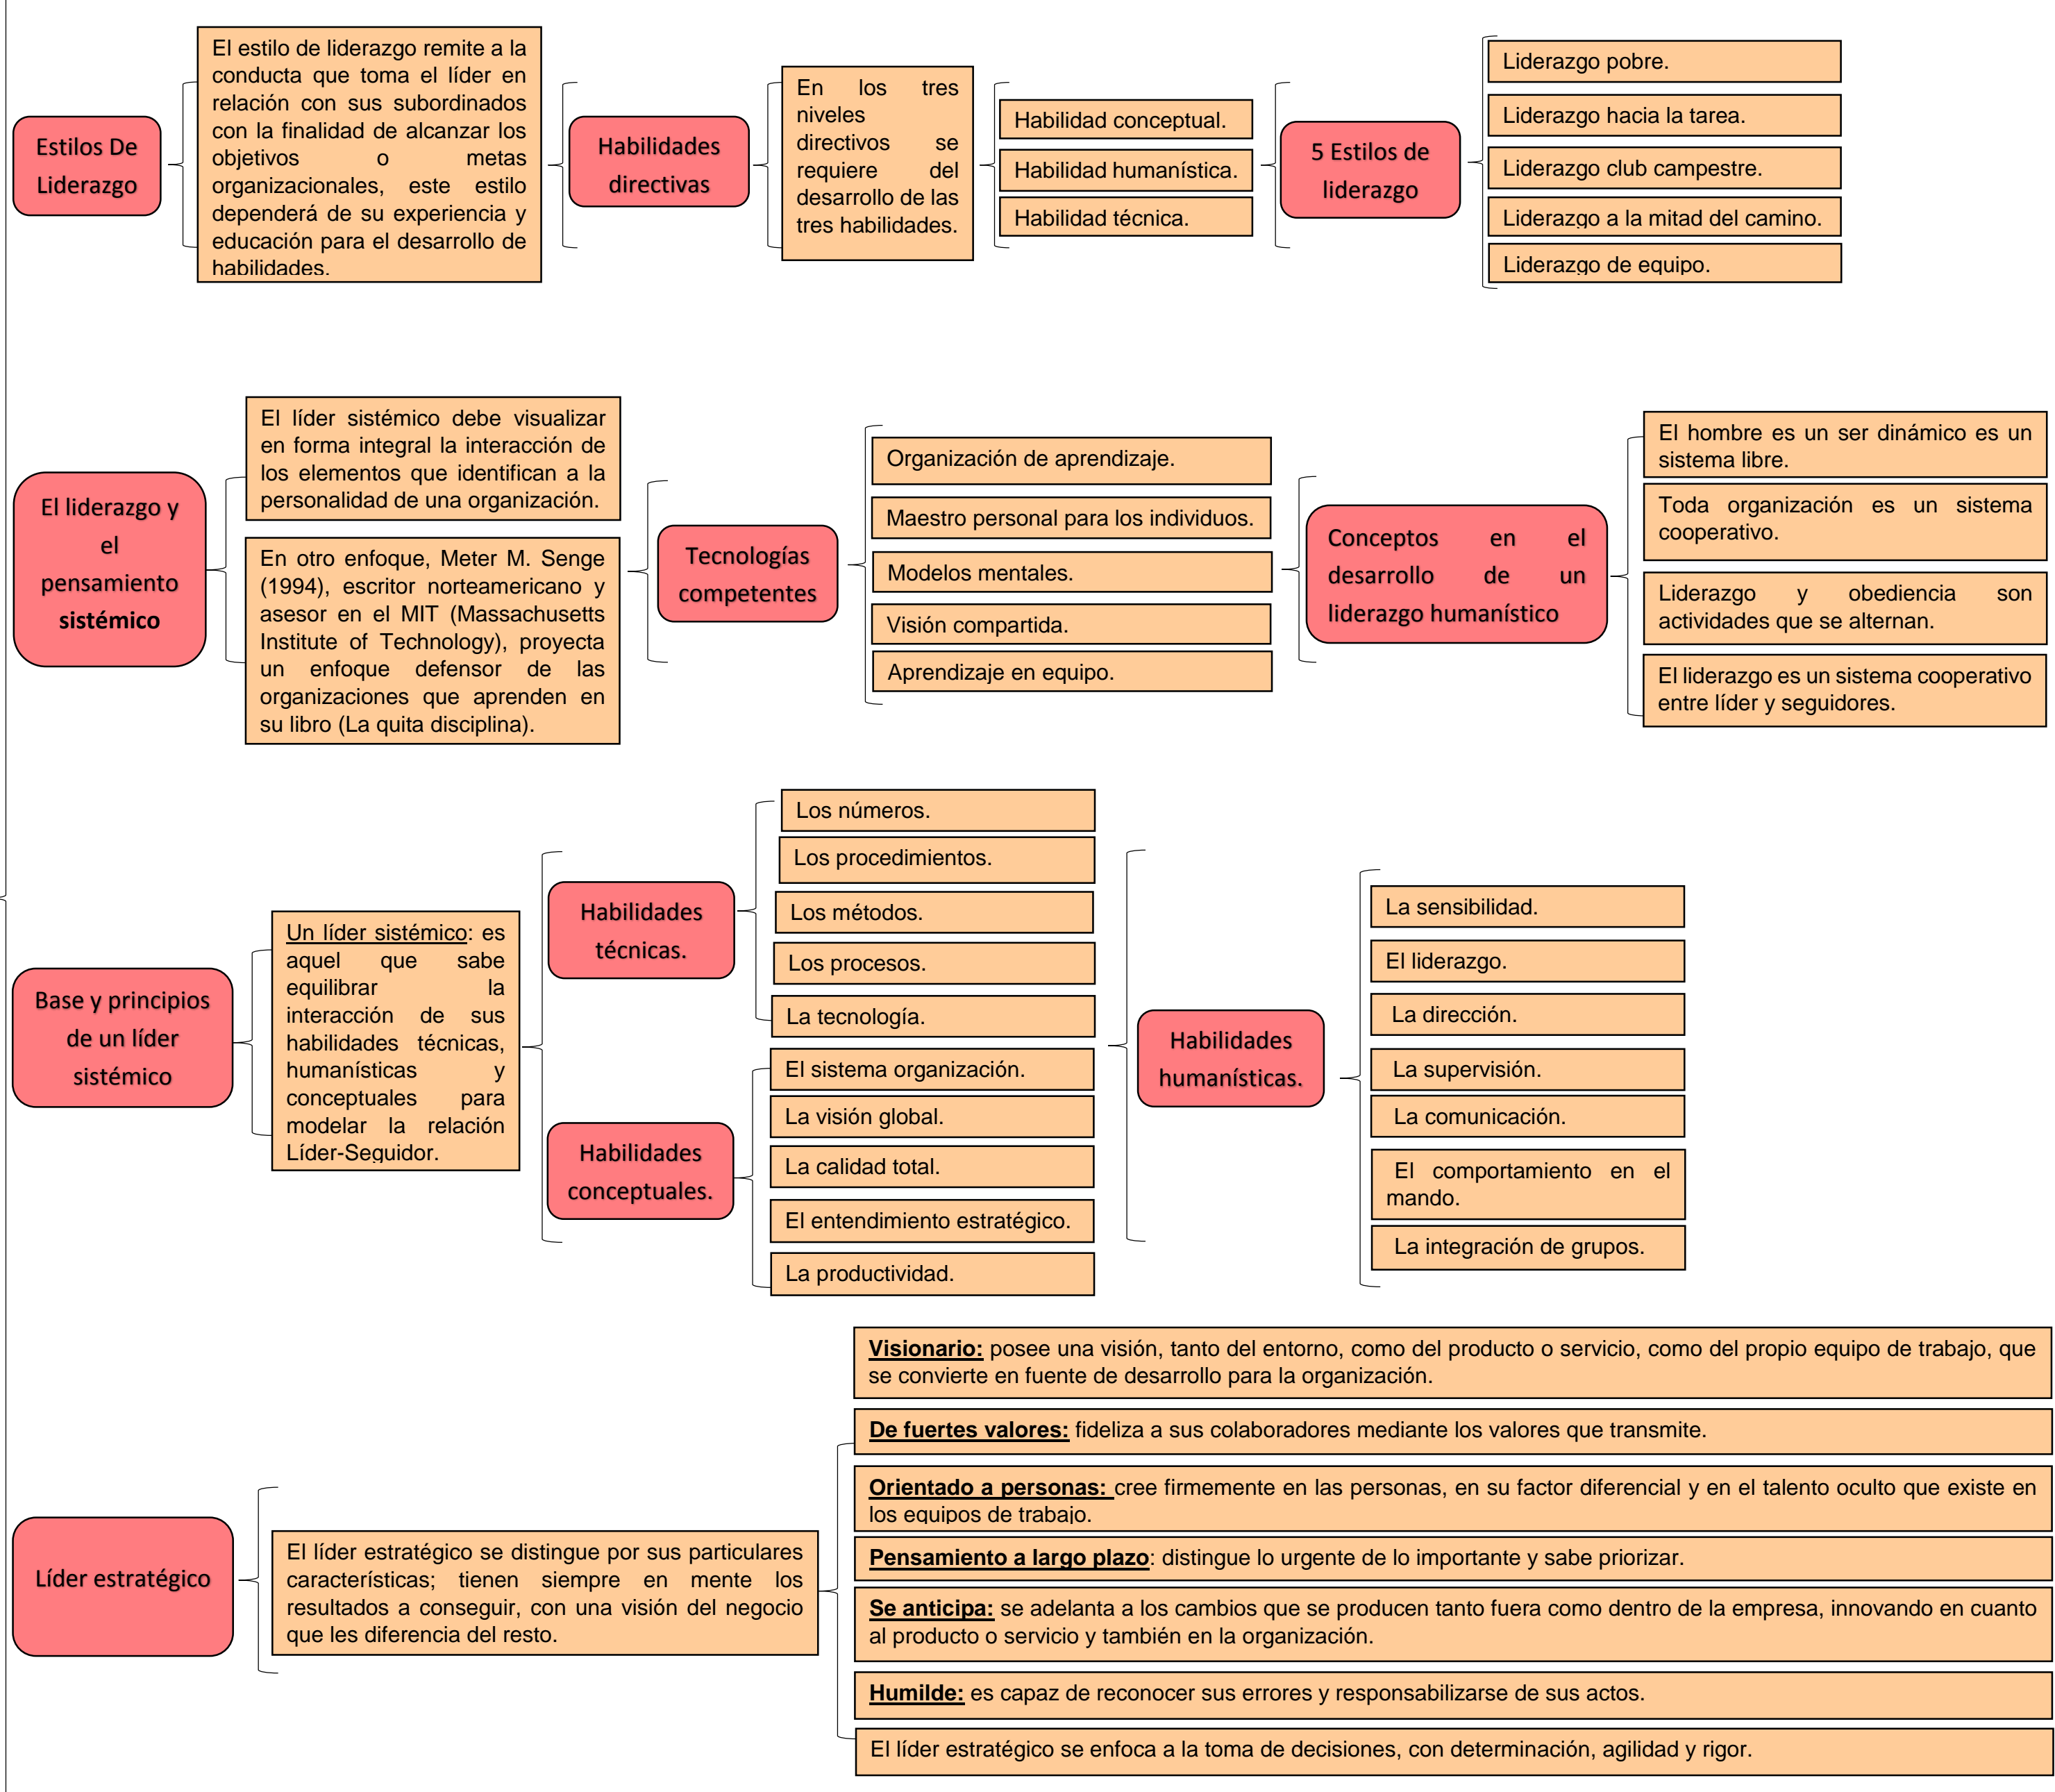 Estilos De
Liderazgo
El estilo de liderazgo remite a la
conducta que toma el líder en
relación con sus subordinados
con la finalidad de alcanzar los
objetivos o metas
organizacionales, este estilo
dependerá de su experiencia y
educación para el desarrollo de
habilidades.
Habilidades
directivas
En los tres
niveles
directivos se
requiere del
desarrollo de las
tres habilidades.
Habilidad conceptual.
Habilidad humanística.
Habilidad técnica.
5 Estilos de
liderazgo
Liderazgo pobre.
Liderazgo hacia la tarea.
Liderazgo club campestre.
Liderazgo a la mitad del camino.
Liderazgo de equipo.
El liderazgo y
el
pensamiento
sistémico
El líder sistémico debe visualizar
en forma integral la interacción de
los elementos que identifican a la
personalidad de una organización.
En otro enfoque, Meter M. Senge
(1994), escritor norteamericano y
asesor en el MIT (Massachusetts
Institute of Technology), proyecta
un enfoque defensor de las
organizaciones que aprenden en
su libro (La quita disciplina).
Tecnologías
competentes
Organización de aprendizaje.
Maestro personal para los individuos.
Modelos mentales.
Visión compartida.
Aprendizaje en equipo.
Conceptos en el
desarrollo de un
liderazgo humanístico
El hombre es un ser dinámico es un
sistema libre.
Toda organización es un sistema
cooperativo.
Liderazgo y obediencia son
actividades que se alternan.
El liderazgo es un sistema cooperativo
entre líder y seguidores.
Base y principios
de un líder
sistémico
Un líder sistémico: es
aquel que sabe
equilibrar la
interacción de sus
habilidades técnicas,
humanísticas y
conceptuales para
modelar la relación
Líder-Seguidor.
Habilidades
técnicas.
Los números.
Los procedimientos.
Los métodos.
Los procesos.
La tecnología.
Habilidades
conceptuales.
El sistema organización.
La visión global.
La calidad total.
El entendimiento estratégico.
La productividad.
Habilidades
humanísticas.
La sensibilidad.
El liderazgo.
La dirección.
La supervisión.
La comunicación.
El comportamiento en el
mando.
La integración de grupos.
Líder estratégico
El líder estratégico se distingue por sus particulares
características; tienen siempre en mente los
resultados a conseguir, con una visión del negocio
que les diferencia del resto.
Visionario: posee una visión, tanto del entorno, como del producto o servicio, como del propio equipo de trabajo, que
se convierte en fuente de desarrollo para la organización.
De fuertes valores: fideliza a sus colaboradores mediante los valores que transmite.
Orientado a personas: cree firmemente en las personas, en su factor diferencial y en el talento oculto que existe en
los equipos de trabajo.
Pensamiento a largo plazo: distingue lo urgente de lo importante y sabe priorizar.
Se anticipa: se adelanta a los cambios que se producen tanto fuera como dentro de la empresa, innovando en cuanto
al producto o servicio y también en la organización.
Humilde: es capaz de reconocer sus errores y responsabilizarse de sus actos.
El líder estratégico se enfoca a la toma de decisiones, con determinación, agilidad y rigor.